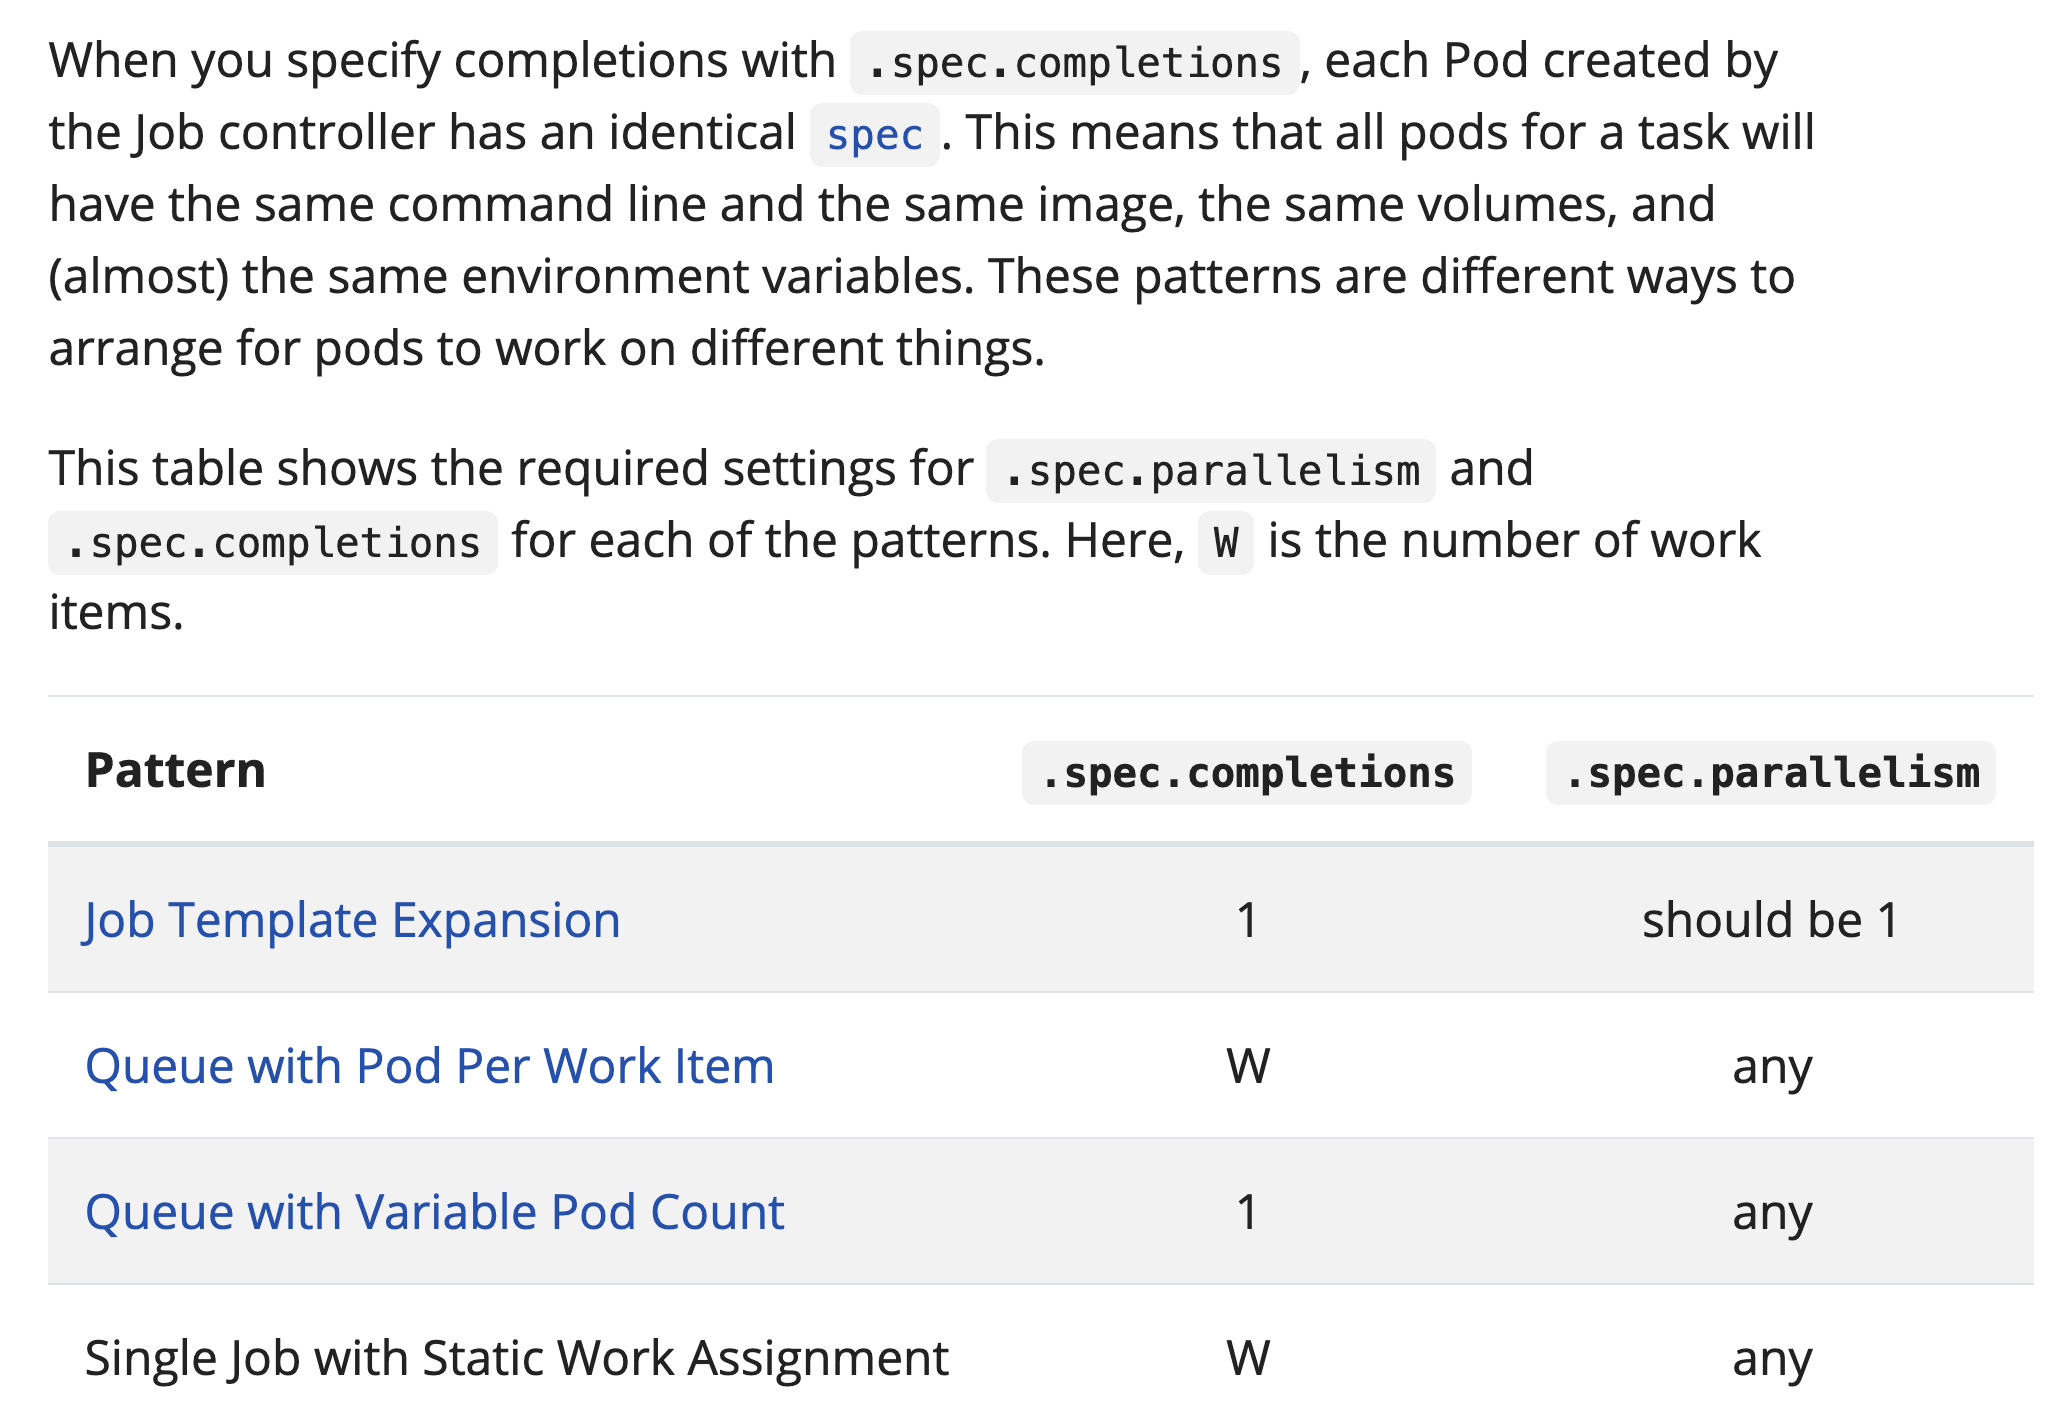 When you specify completions with .spec.completions, each Pod created by
the Job controller has an identical spec. This means that all pods for a task will
have the same command line and the same image, the same volumes, and
(almost) the same environment variables. These patterns are different ways to
arrange for pods to work on different things.
This table shows the required settings for .spec.parallelism and
.spec.completions for each of the patterns. Here, W is the number of work
items.
Pattern .spec.completions .spec.parallelism
Job Template Expansion 1 should be 1
Queue with Pod Per Work Item W any
Queue with Variable Pod Count 1 any
Single Job with Static Work Assignment W any